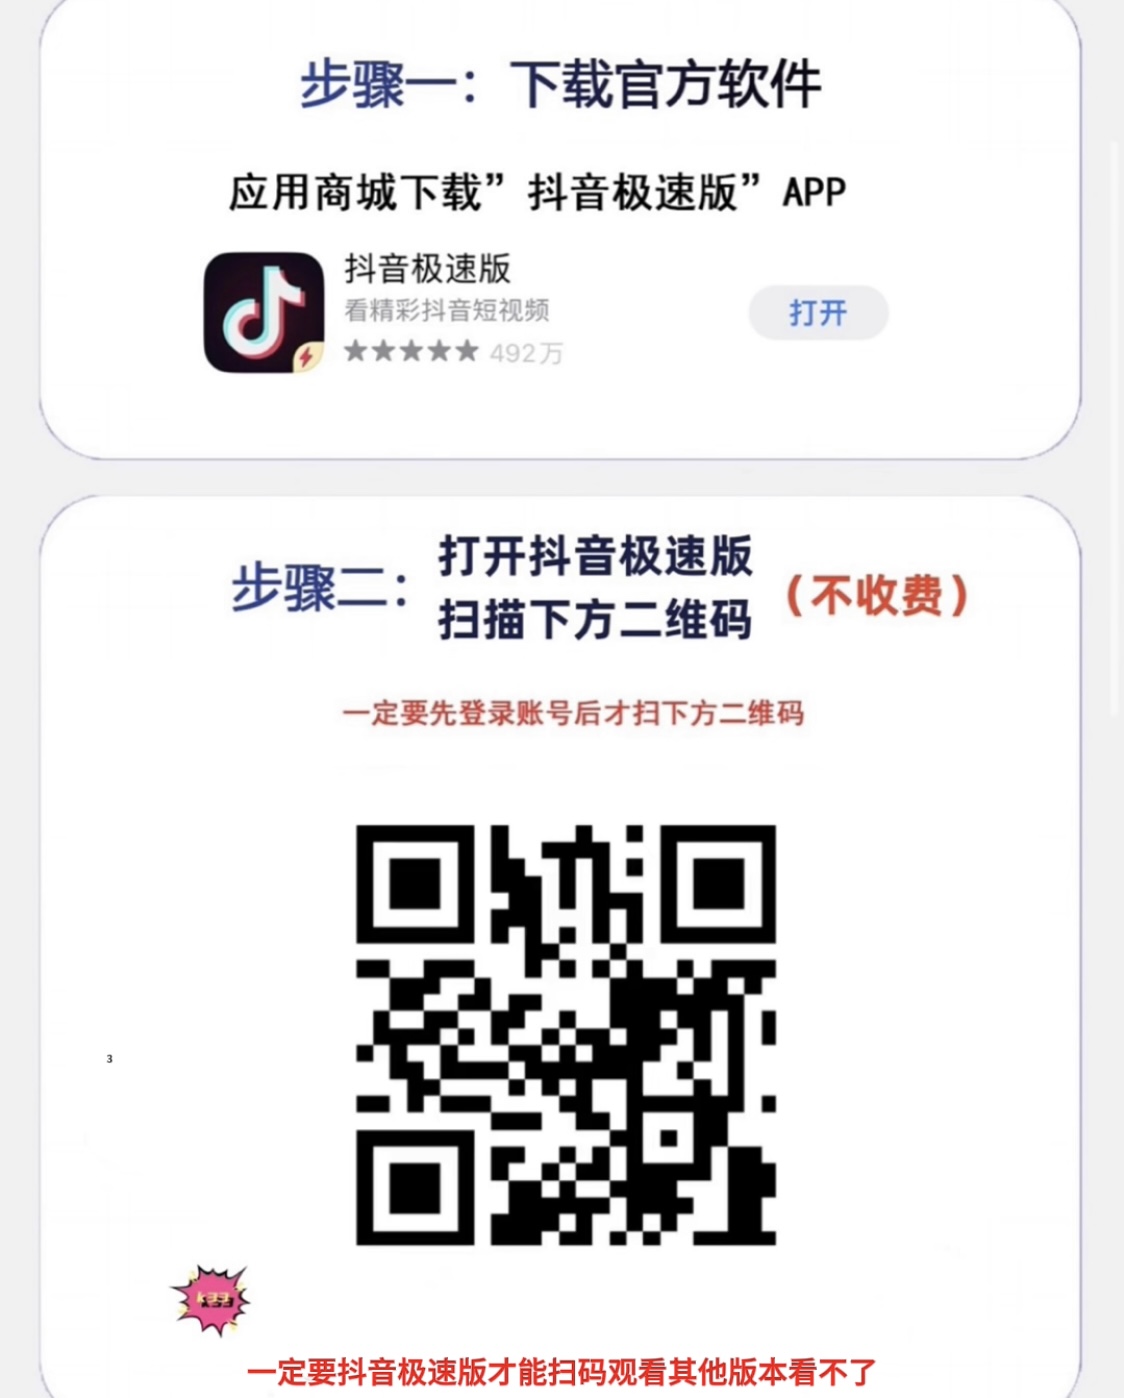 步骤一：下载官方软件
应用商城下载”抖音极速版”APP
抖音极速版
看精彩抖音短视频
打开
★★★★★ 492万
步骤二：
打开抖音极速版
扫描下方二维码
（不收费）
一定要先登录账号后才扫下方二维码
3
k33
一定要抖音极速版才能扫码观看其他版本看不了